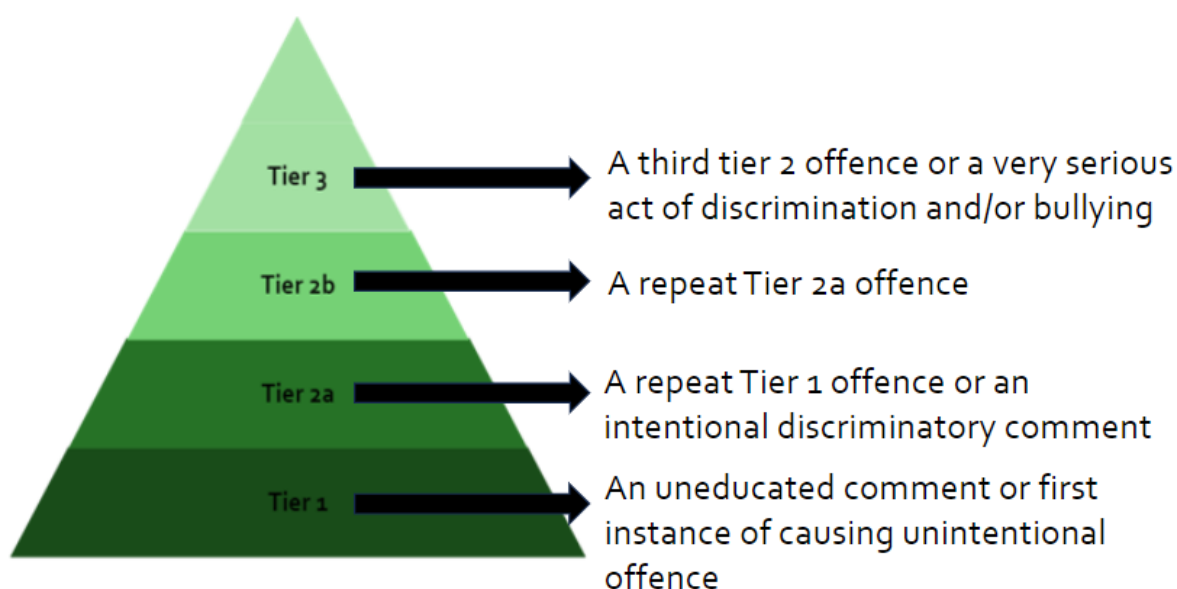 Tier 3
A third tier 2 offence or a very serious
act of discrimination and/or bullying
Tier 2b
A repeat Tier 2a offence
Tier 2a
A repeat Tier 1 offence or an
intentional discriminatory comment
Tier 1
An uneducated comment or first
instance of causing unintentional
offence